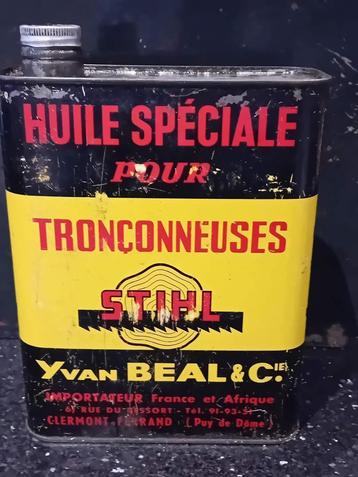 HUILE SPÉCIALE
POUR
TRONÇONNEUSES
STIHL
YVAN BEAL & CIE.
IMPORTATEUR France et Afrique
RUE DU RESSORT - Tél. 91-93-51
CLERMONT-FERRAND (Puy de Dôme)